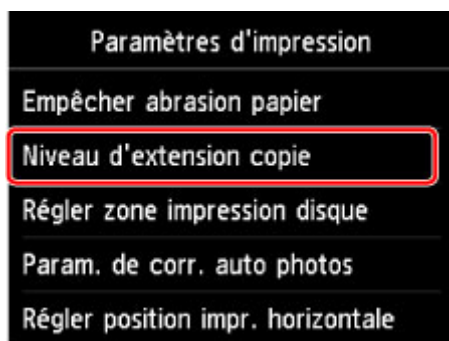 Paramètres d'impression
Empêcher abrasion papier
Niveau d'extension copie
Régler zone impression disque
Param. de corr. auto photos
Régler position impr. horizontale